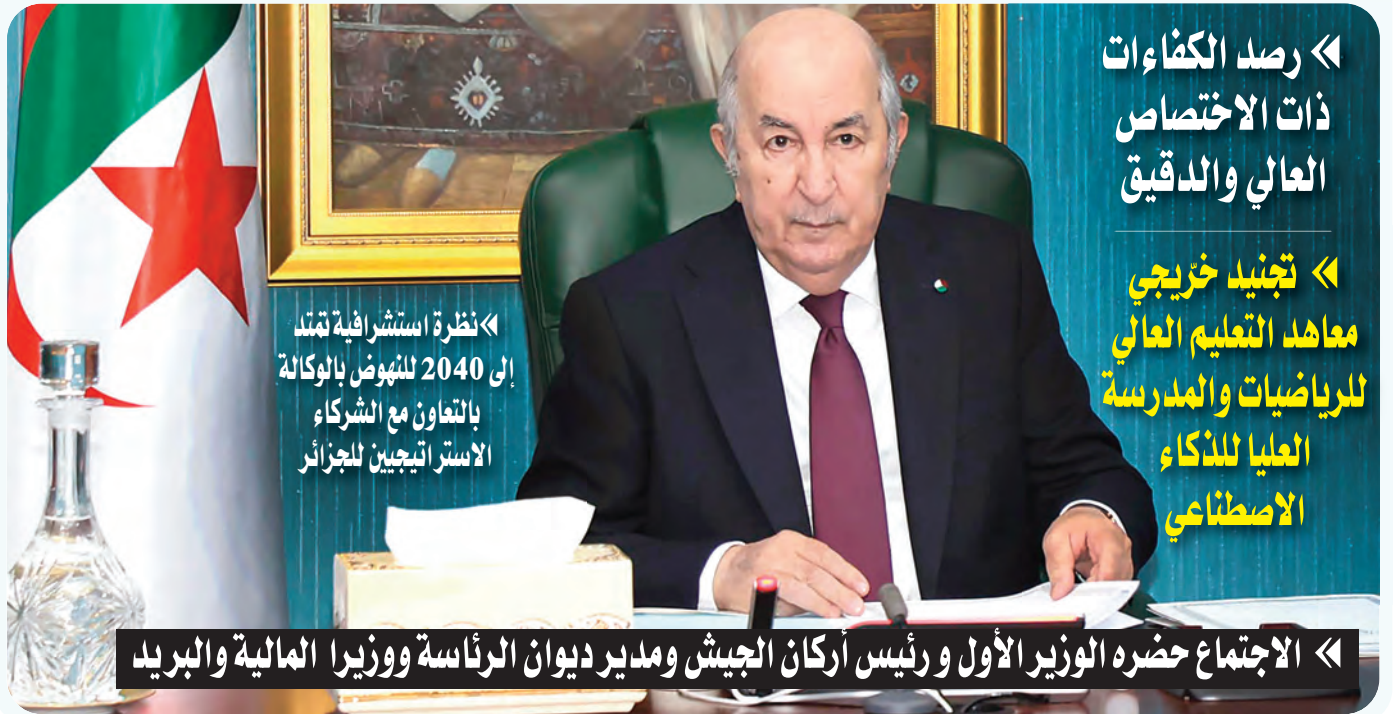 » رصد الكفاءات
ذات الاختصاص
العالي والدقيق
» تجنيد خرّيجي
معاهد التعليم العالي
للرياضيات والمدرسة
العليا للذكاء
الاصطناعي
»نظرة استشرافية تمتد
إلى 2040 للنهوض بالوكالة
بالتعاون مع الشركاء
الاستراتيجيين للجزائر
» الاجتماع حضره الوزير الأول و رئيس أركان الجيش ومدير ديوان الرئاسة ووزيرا المالية والبريد